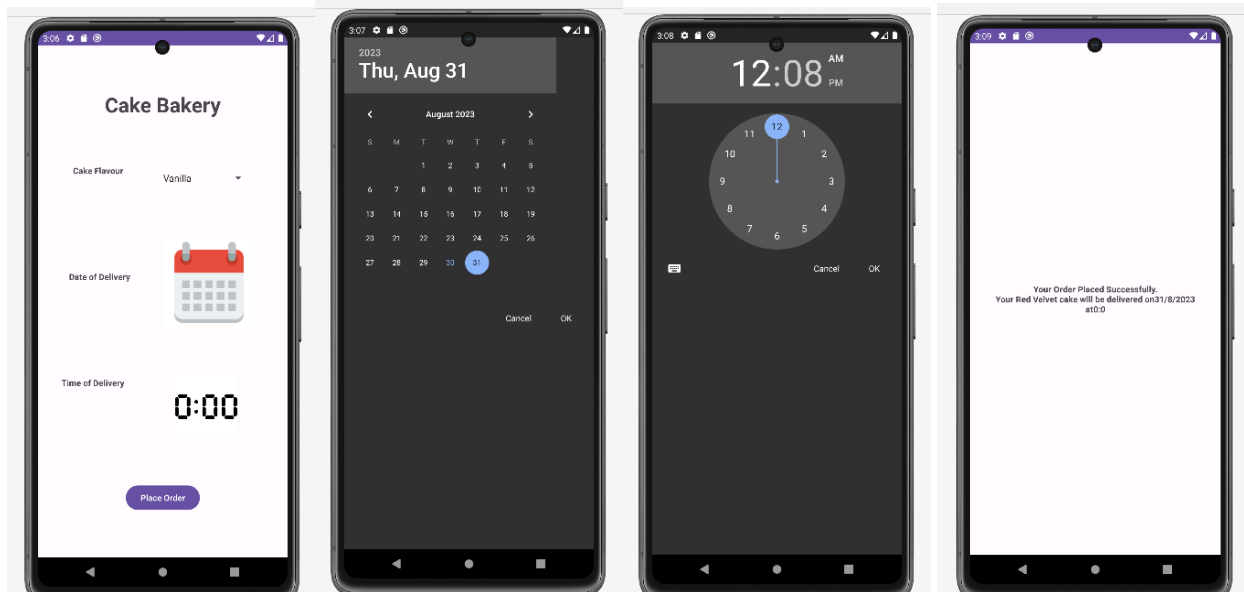 3:06
Cake Bakery
Cake Flavour
Vanilla
Date of Delivery
Time of Delivery
0:00
Place Order
3:07
2023
Thu, Aug 31
August 2023
S M T W T F S
1 2 3 4 5
6 7 8 9 10 11 12
13 14 15 16 17 18 19
20 21 22 23 24 25 26
27 28 29 30 31
Cancel OK
3:08
12:08 AM
PM
12
1
2
3
4
5
6
7
8
9
10
11
Cancel OK
3:09
Your Order Placed Successfully.
Your Red Velvet cake will be delivered on31/8/2023
at0:0